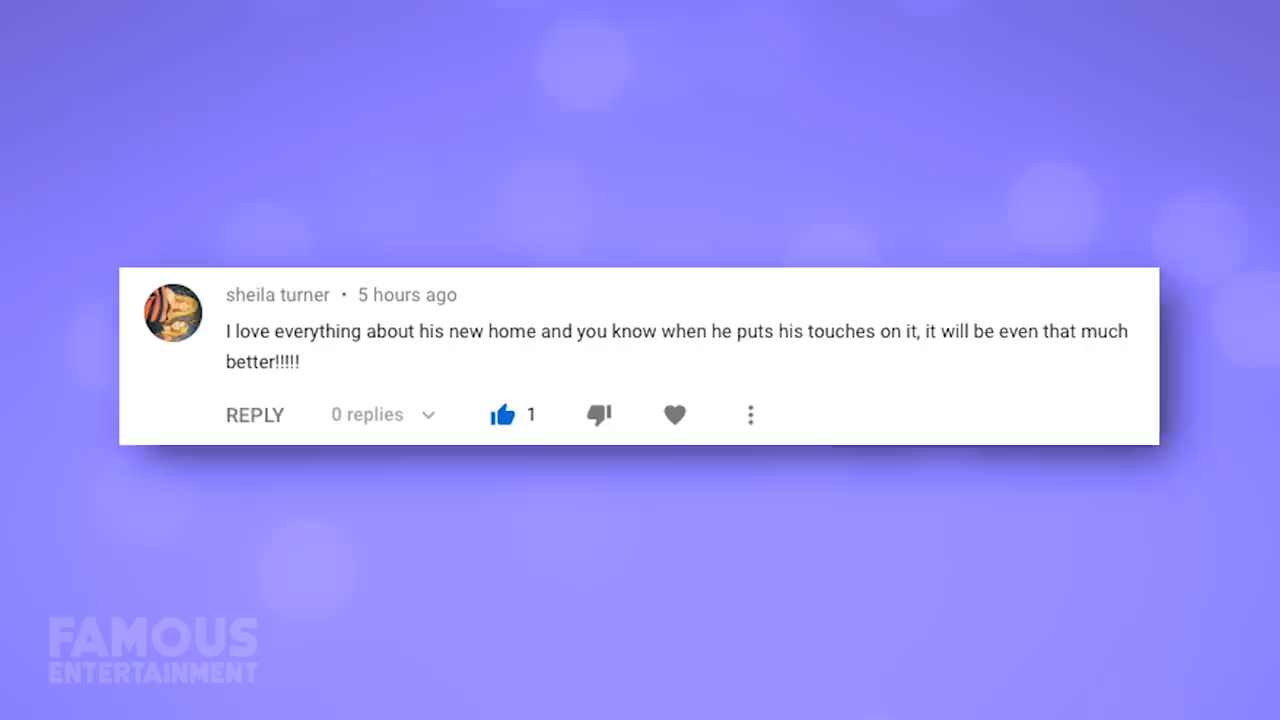 sheila turner • 5 hours ago
I love everything about his new home and you know when he puts his touches on it, it will be even that much
better!!!!!
REPLY 0 replies 1
FAMOUS
ENTERTAINMENT